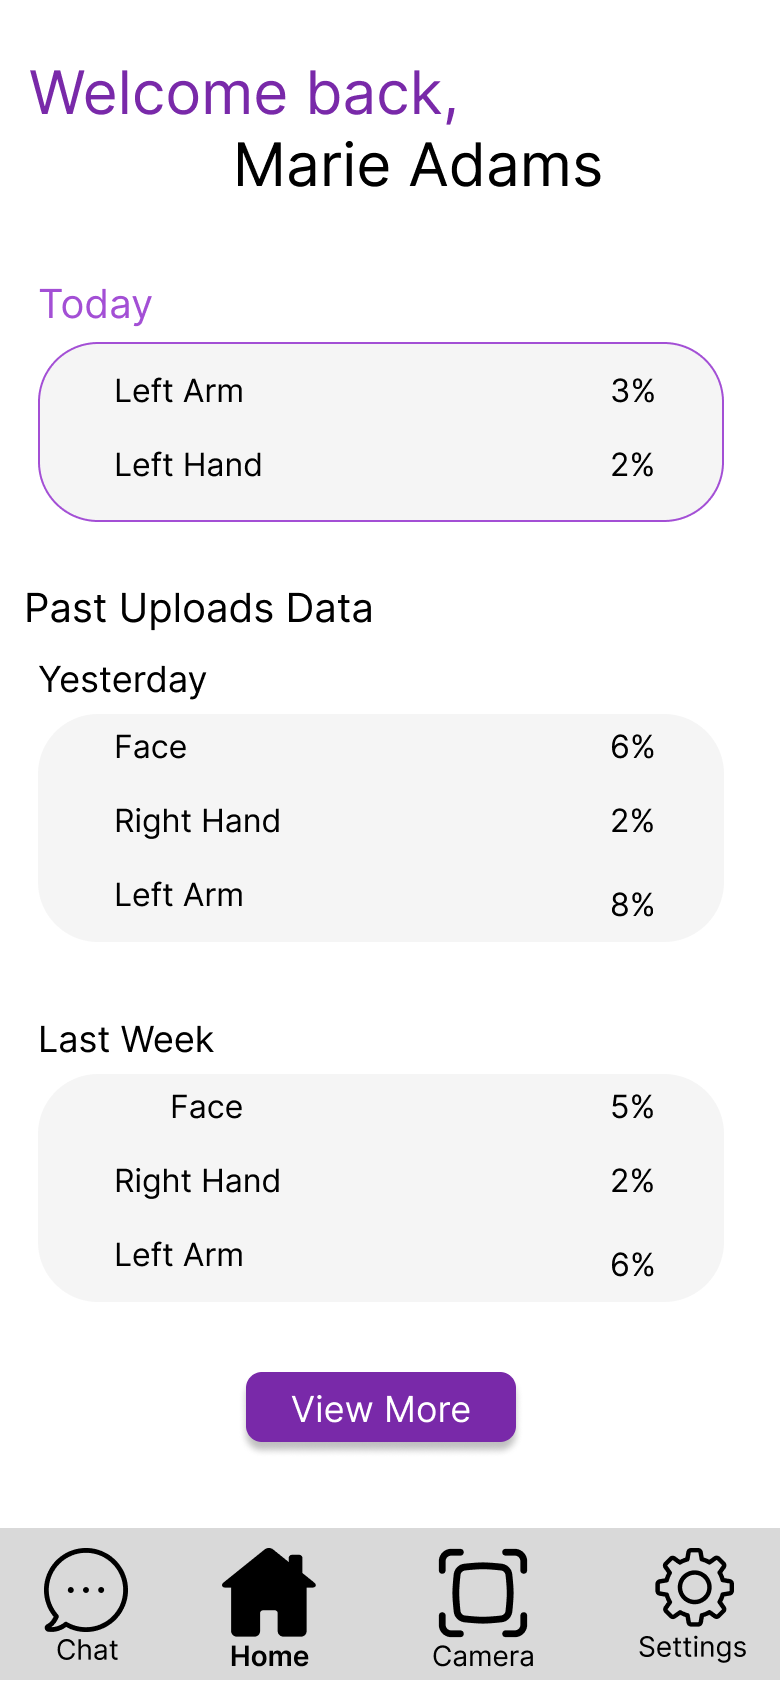 Welcome back,
Marie Adams
Today
Left Arm 3%
Left Hand 2%
Past Uploads Data
Yesterday
Face 6%
Right Hand 2%
Left Arm 8%
Last Week
Face 5%
Right Hand 2%
Left Arm 6%
View More
Chat Home Camera Settings